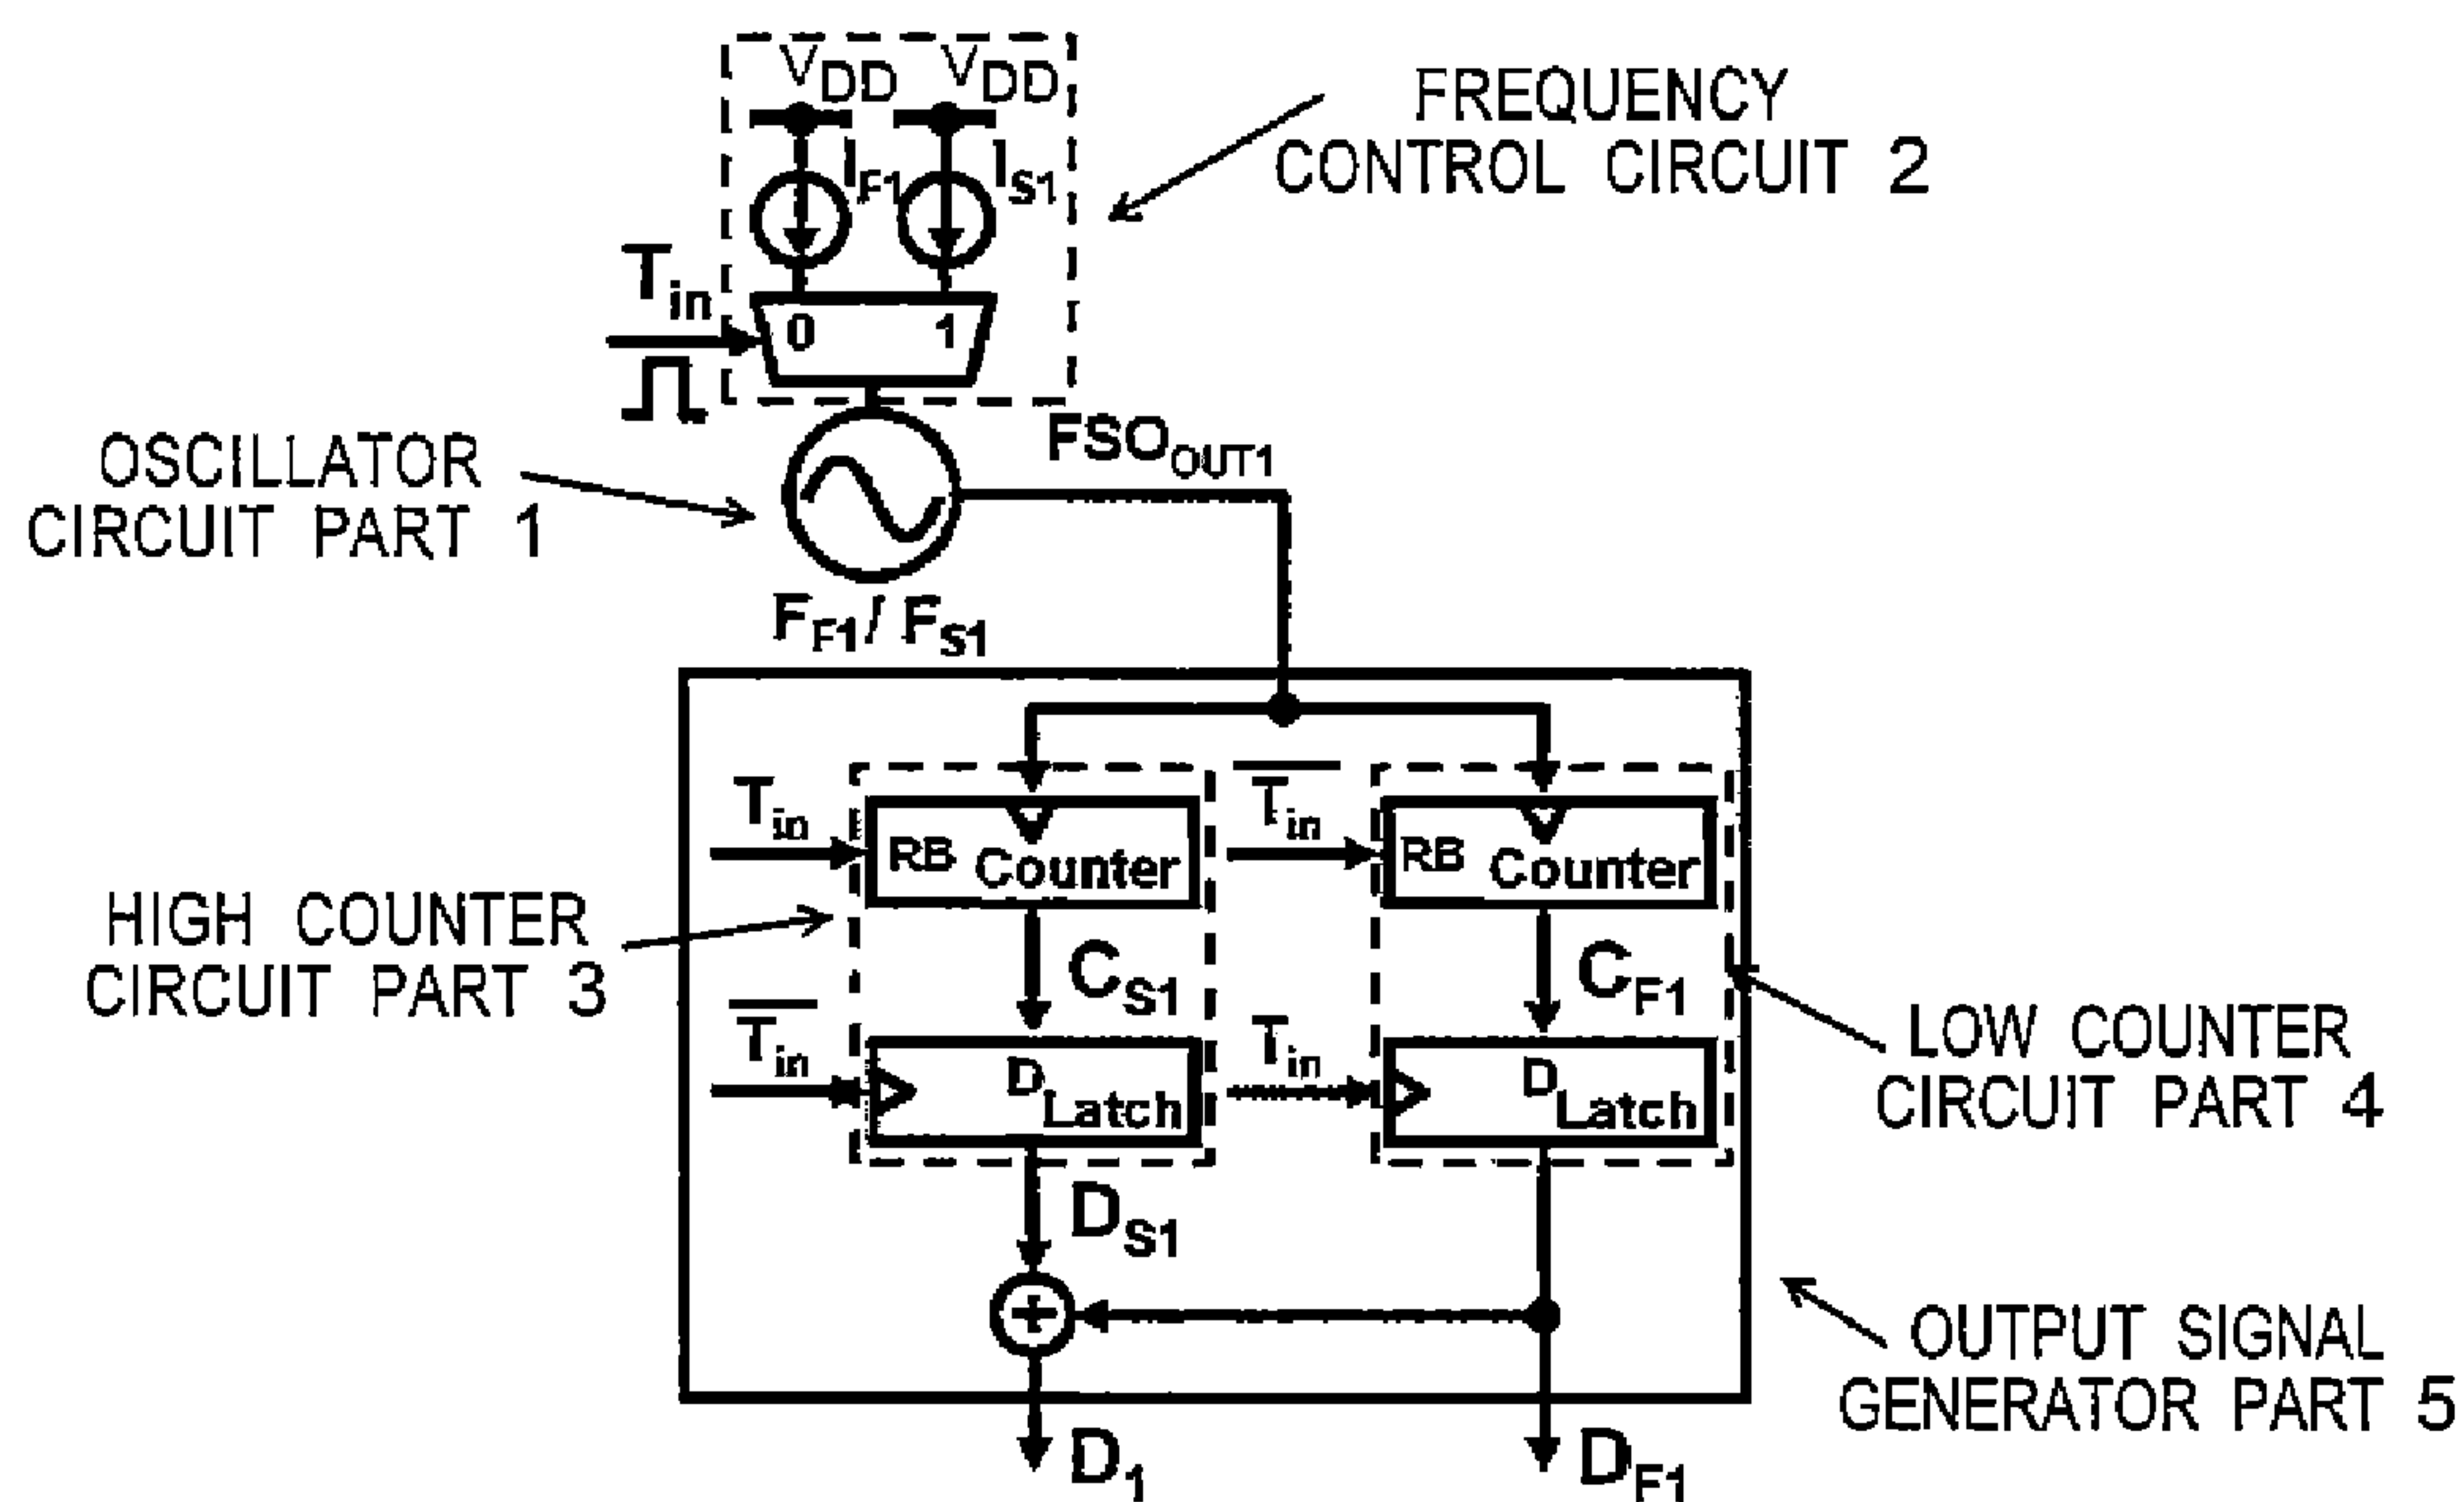 VDD VDD
FREQUENCY
CONTROL CIRCUIT 2
IF1 IS1
Tin
0 1
OSCILLATOR
CIRCUIT PART 1
FSOOUT1
FF1/ FS1
Tin
T̅i̅n̅
RB Counter
RB Counter
HIGH COUNTER
CIRCUIT PART 3
CS1
CF1
T̅i̅n̅
Tin
D Latch
D Latch
LOW COUNTER
CIRCUIT PART 4
DS1
+
OUTPUT SIGNAL
GENERATOR PART 5
D1
DF1